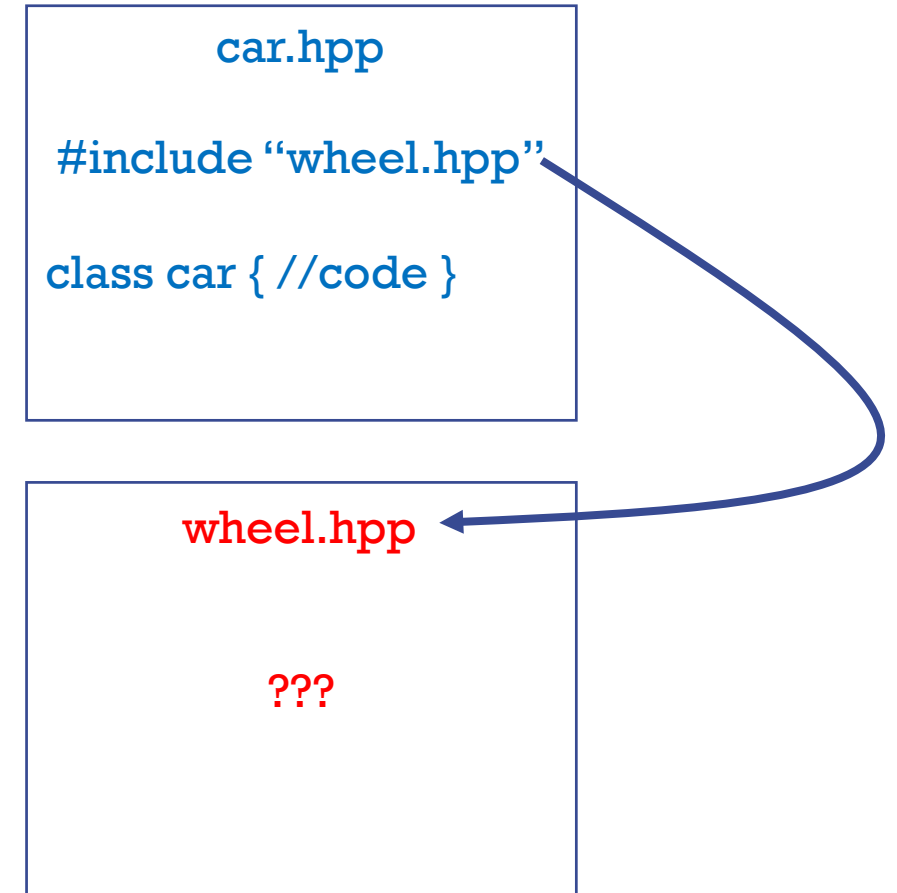 car.hpp
#include “wheel.hpp”
class car { //code }
wheel.hpp
???